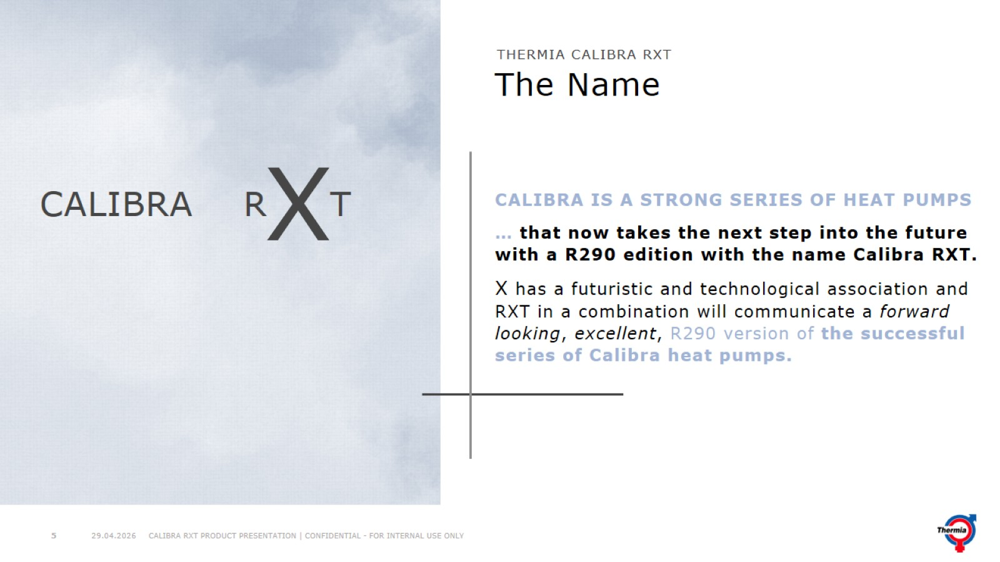 CALIBRA RXT
THERMIA CALIBRA RXT
The Name
CALIBRA IS A STRONG SERIES OF HEAT PUMPS
... that now takes the next step into the future
with a R290 edition with the name Calibra RXT.
X has a futuristic and technological association and
RXT in a combination will communicate a forward
looking, excellent, R290 version of the successful
series of Calibra heat pumps.
5 29.04.2026 CALIBRA RXT PRODUCT PRESENTATION | CONFIDENTIAL - FOR INTERNAL USE ONLY
Thermia